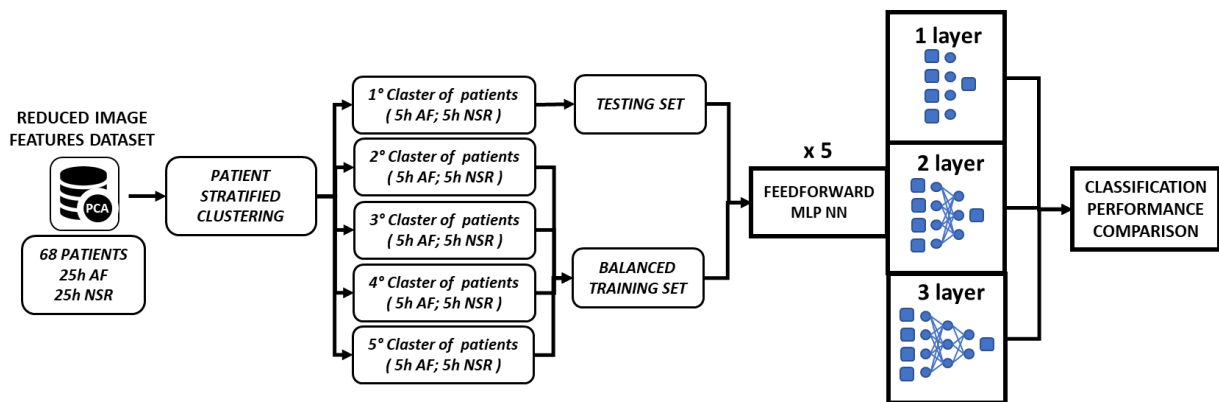 REDUCED IMAGE
FEATURES DATASET
PCA
68 PATIENTS
25h AF
25h NSR
PATIENT
STRATIFIED
CLUSTERING
1° Claster of patients
( 5h AF; 5h NSR )
2° Claster of patients
( 5h AF; 5h NSR )
3° Claster of patients
( 5h AF; 5h NSR )
4° Claster of patients
( 5h AF; 5h NSR )
5° Claster of patients
( 5h AF; 5h NSR )
TESTING SET
BALANCED
TRAINING SET
x 5
FEEDFORWARD
MLP NN
1 layer
2 layer
3 layer
CLASSIFICATION
PERFORMANCE
COMPARISON